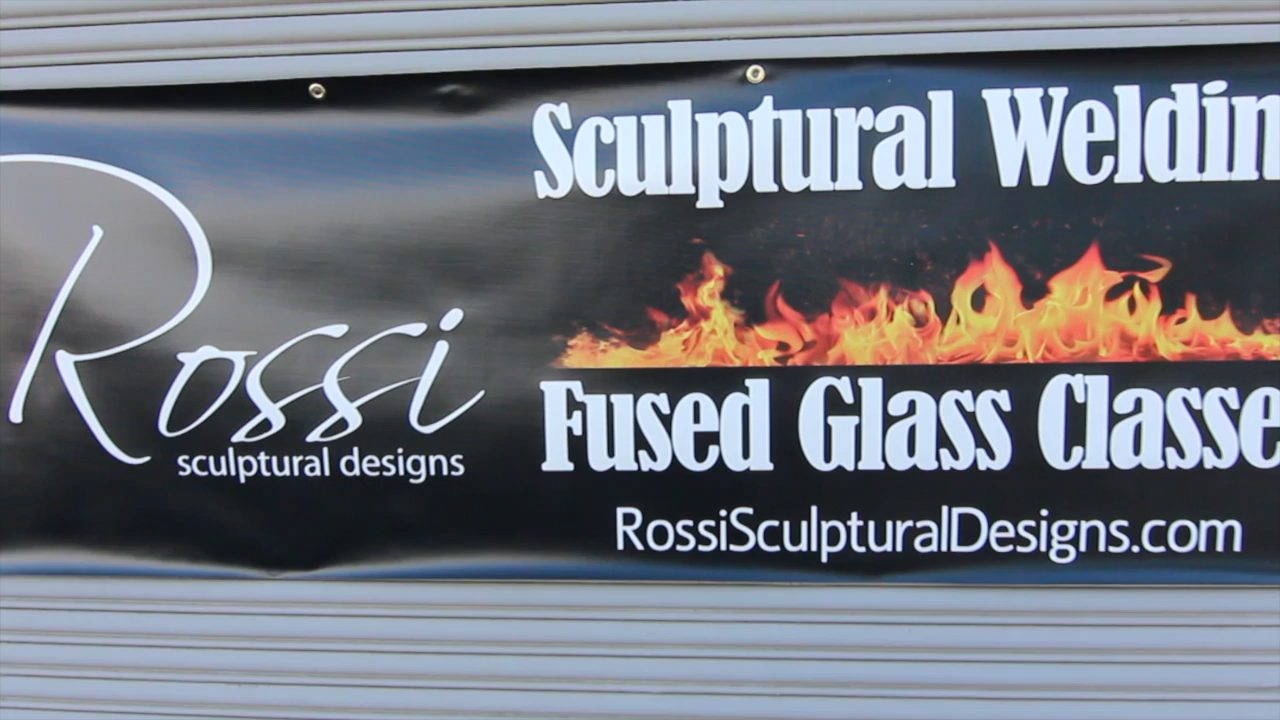 Rossi
sculptural designs
Sculptural Weldin
Fused Glass Classe
RossiSculpturalDesigns.com